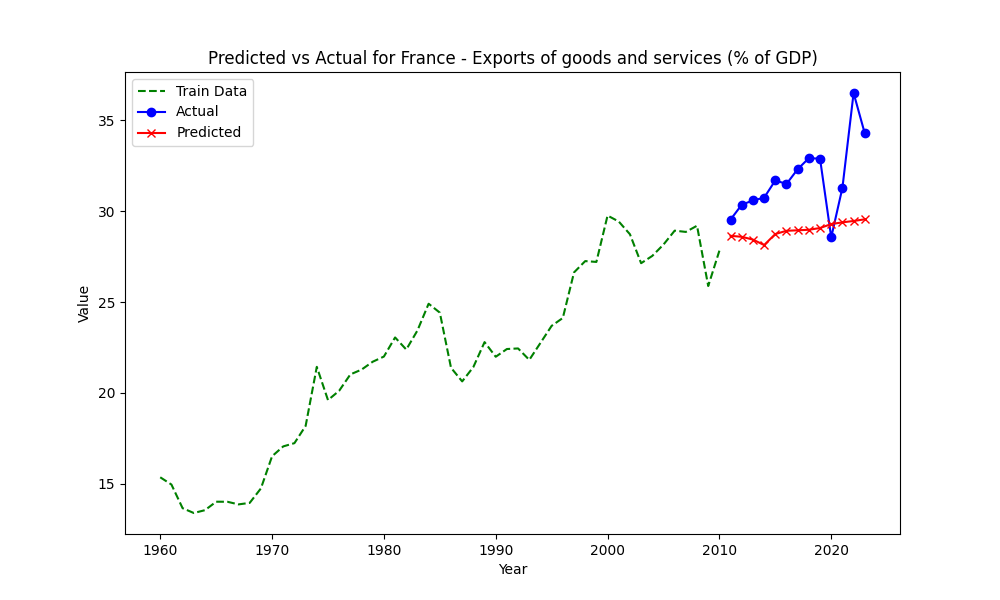 Predicted vs Actual for France - Exports of goods and services (% of GDP)
Train Data
Actual
Predicted
Value
35
30
25
20
15
1960 1970 1980 1990 2000 2010 2020
Year